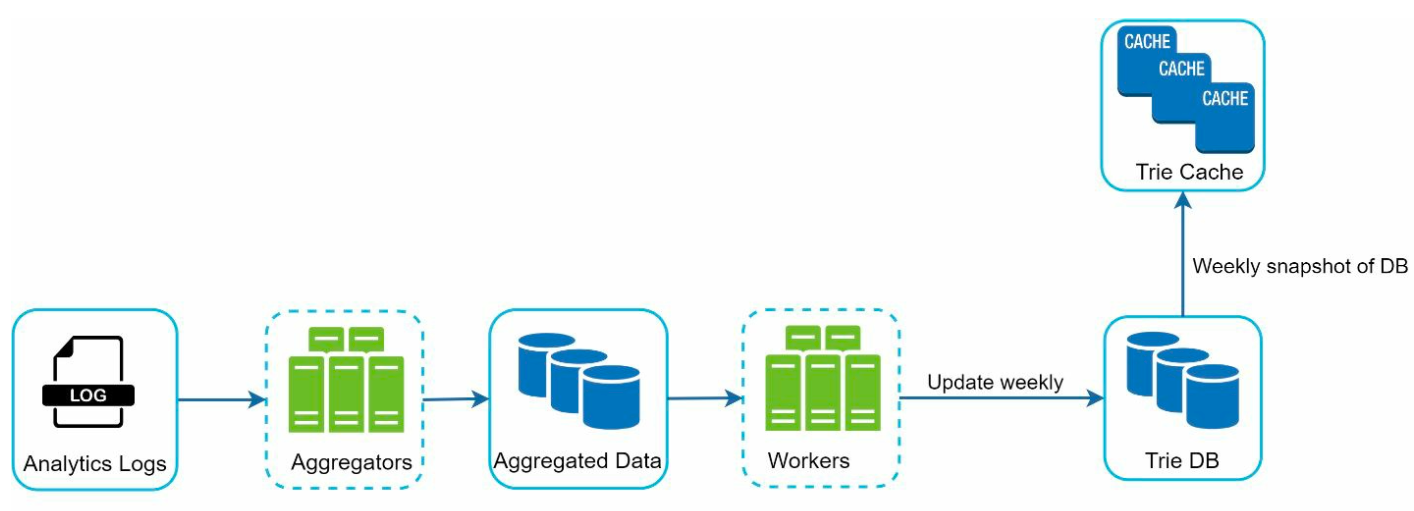 CACHE
CACHE
CACHE
Trie Cache
Weekly snapshot of DB
LOG
Analytics Logs
Aggregators
Aggregated Data
Workers
Update weekly
Trie DB